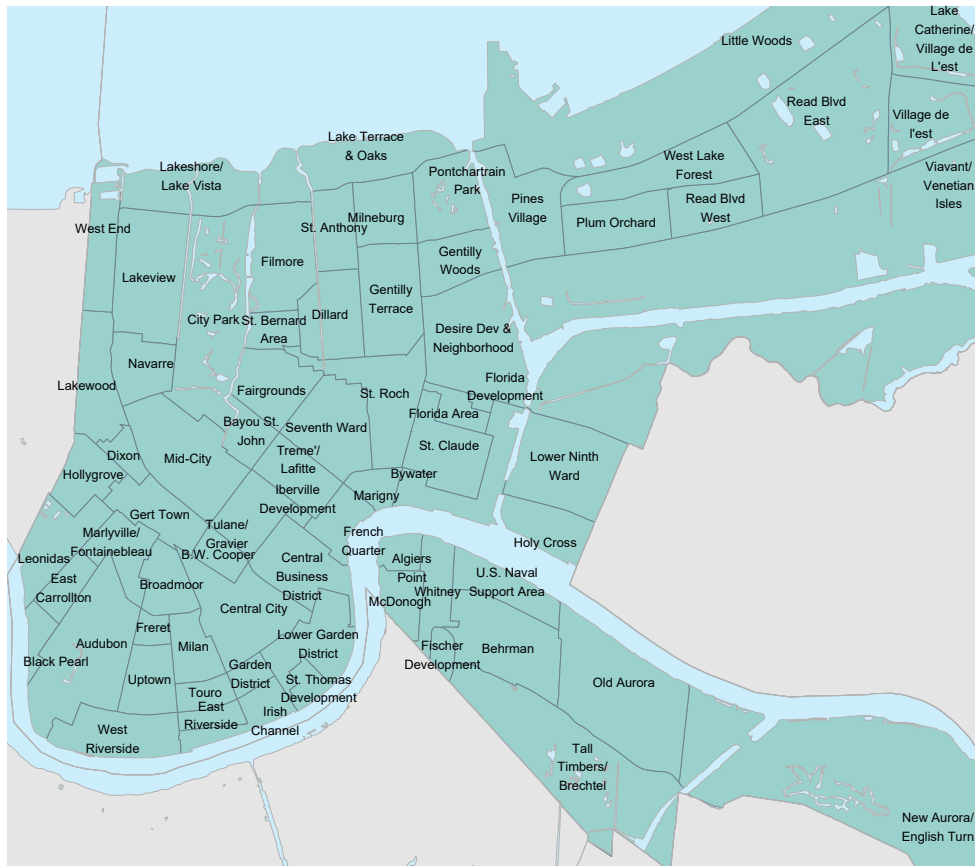 Lake
Catherine/
Village de
L'est
Little Woods
Read Blvd
East
Village de
l'est
Lake Terrace
& Oaks
Lakeshore/
Lake Vista
Pontchartrain
Park
West Lake
Forest
Viavant/
Venetian
Isles
Pines
Village
Read Blvd
West
Plum Orchard
West End
St. Anthony
Milneburg
Lakeview
Filmore
Gentilly
Woods
Gentilly
Terrace
City Park
St. Bernard
Area
Dillard
Desire Dev &
Neighborhood
Navarre
Lakewood
Fairgrounds
St. Roch
Florida
Development
Bayou St.
John
Seventh Ward
Florida Area
St. Claude
Dixon
Mid-City
Treme'/
Lafitte
Lower Ninth
Ward
Hollygrove
Iberville
Development
Bywater
Marigny
Gert Town
Tulane/
Gravier
Marlyville/
Fontainebleau
B.W. Cooper
French
Quarter
Holy Cross
Leonidas
Central
Business
District
Algiers
Point
U.S. Naval
Support Area
East
Carrollton
Broadmoor
Whitney
McDonogh
Central City
Freret
Audubon
Milan
Lower Garden
District
Fischer
Development
Behrman
Black Pearl
Uptown
Garden
District
St. Thomas
Development
Old Aurora
Touro
East
Riverside
Irish
Channel
West
Riverside
Tall
Timbers/
Brechtel
New Aurora/
English Turn